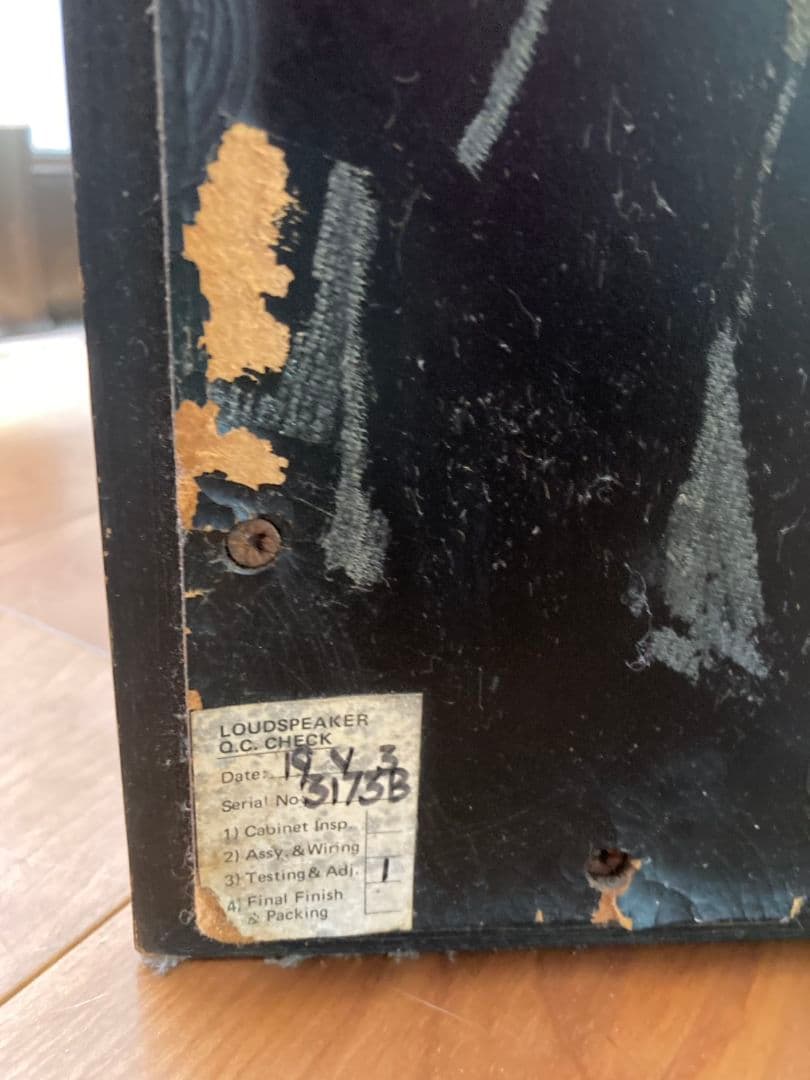 LOUDSPEAKER
Q.C. CHECK
Date: 19 V 3
Serial No. 3173B
1) Cabinet Insp.
2) Assy. & Wiring
3) Testing & Adj. 1
4) Final Finish
& Packing